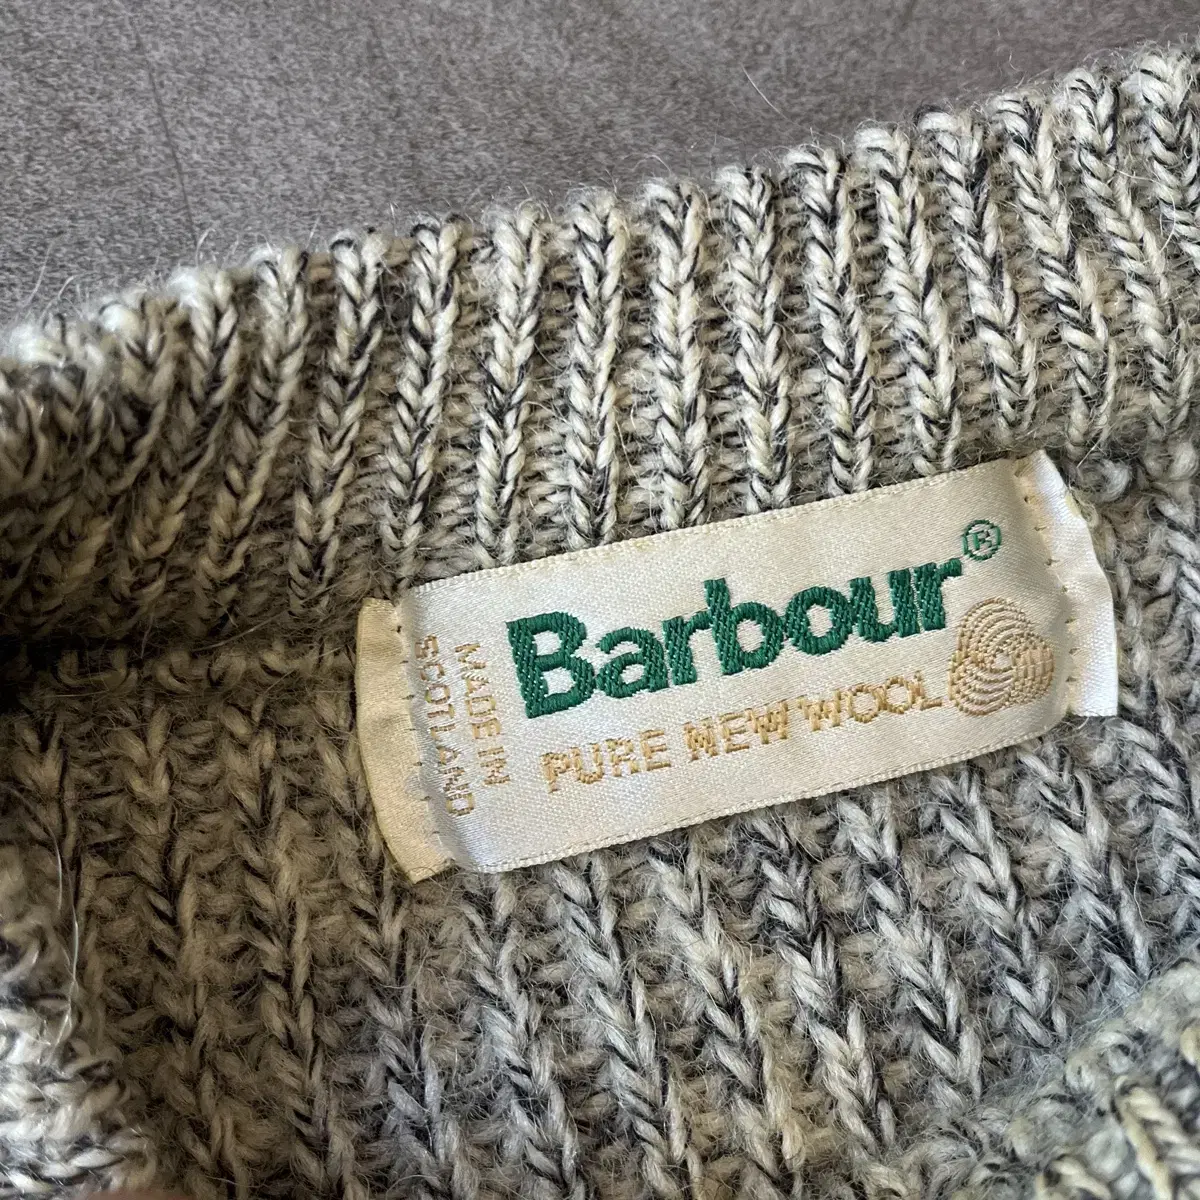 Barbour®
PURE NEW WOOL
MADE IN
SCOTLAND